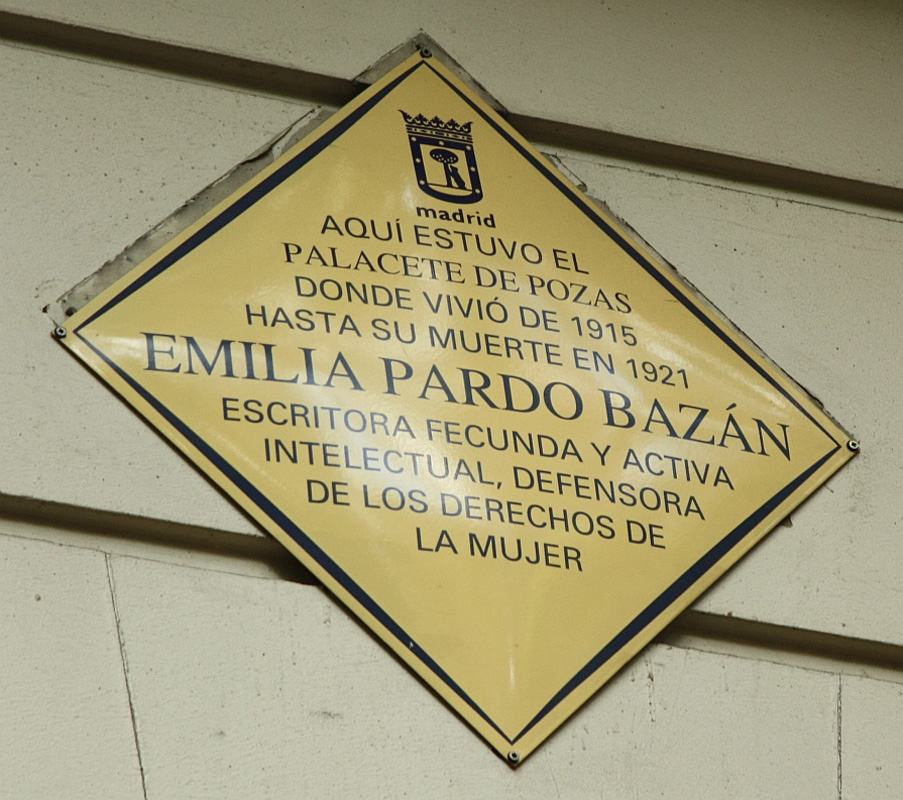 madrid
AQUÍ ESTUVO EL
PALACETE DE POZAS
DONDE VIVIÓ DE 1915
HASTA SU MUERTE EN 1921
EMILIA PARDO BAZÁN
ESCRITORA FECUNDA Y ACTIVA
INTELECTUAL, DEFENSORA
DE LOS DERECHOS DE
LA MUJER